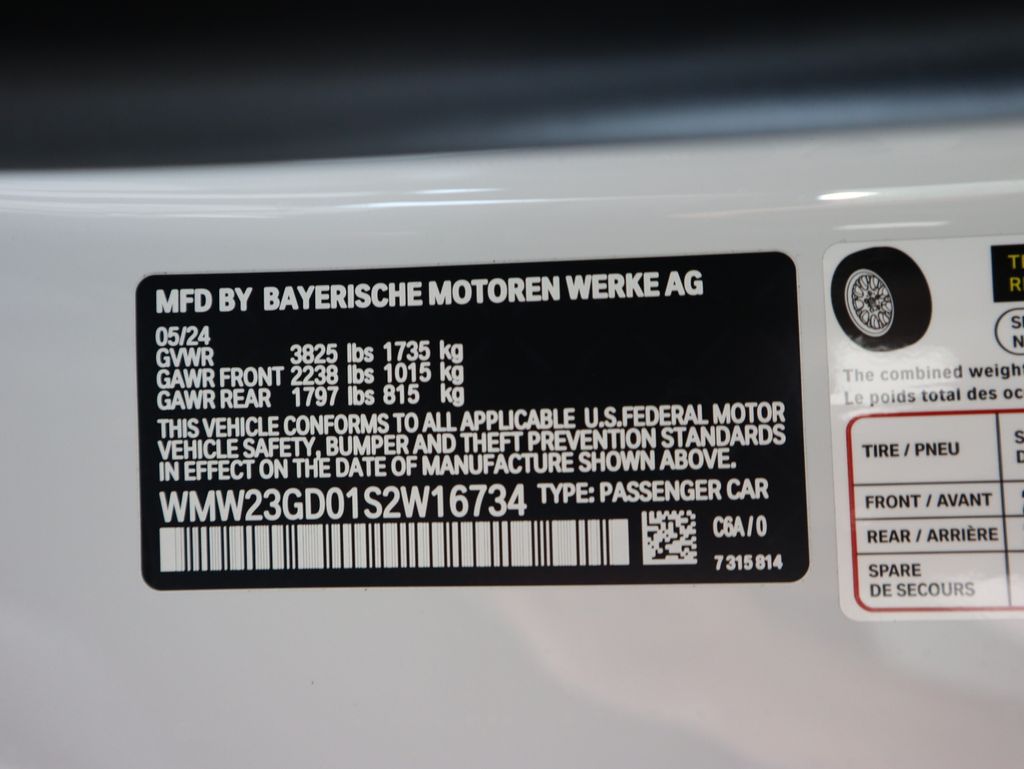 MFD BY BAYERISCHE MOTOREN WERKE AG
05/24
GVWR 3825 lbs 1735 kg
GAWR FRONT 2238 lbs 1015 kg
GAWR REAR 1797 lbs 815 kg
THIS VEHICLE CONFORMS TO ALL APPLICABLE U.S.FEDERAL MOTOR
VEHICLE SAFETY, BUMPER AND THEFT PREVENTION STANDARDS
IN EFFECT ON THE DATE OF MANUFACTURE SHOWN ABOVE.
WMW23GD01S2W16734 TYPE: PASSENGER CAR
C6A/0
7 315 814
The combined weight
Le poids total des oc
TIRE / PNEU
FRONT / AVANT
REAR / ARRIÈRE
SPARE
DE SECOURS